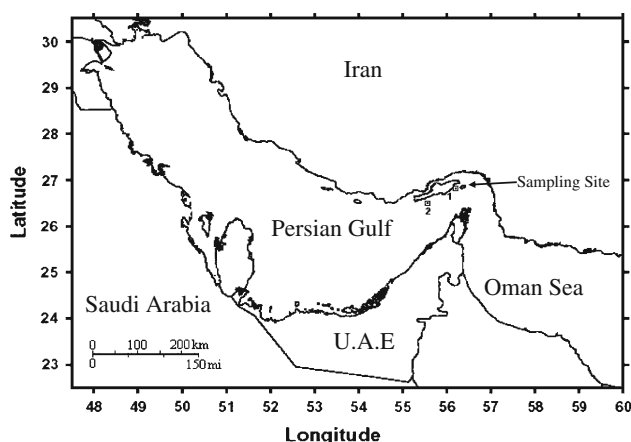 30
29
28
27
26
25
24
23
Latitude
Iran
Sampling Site
1
2
Persian Gulf
Saudi Arabia
Oman Sea
U.A.E
0 100 200 km
0 150 mi
48 49 50 51 52 53 54 55 56 57 58 59 60
Longitude